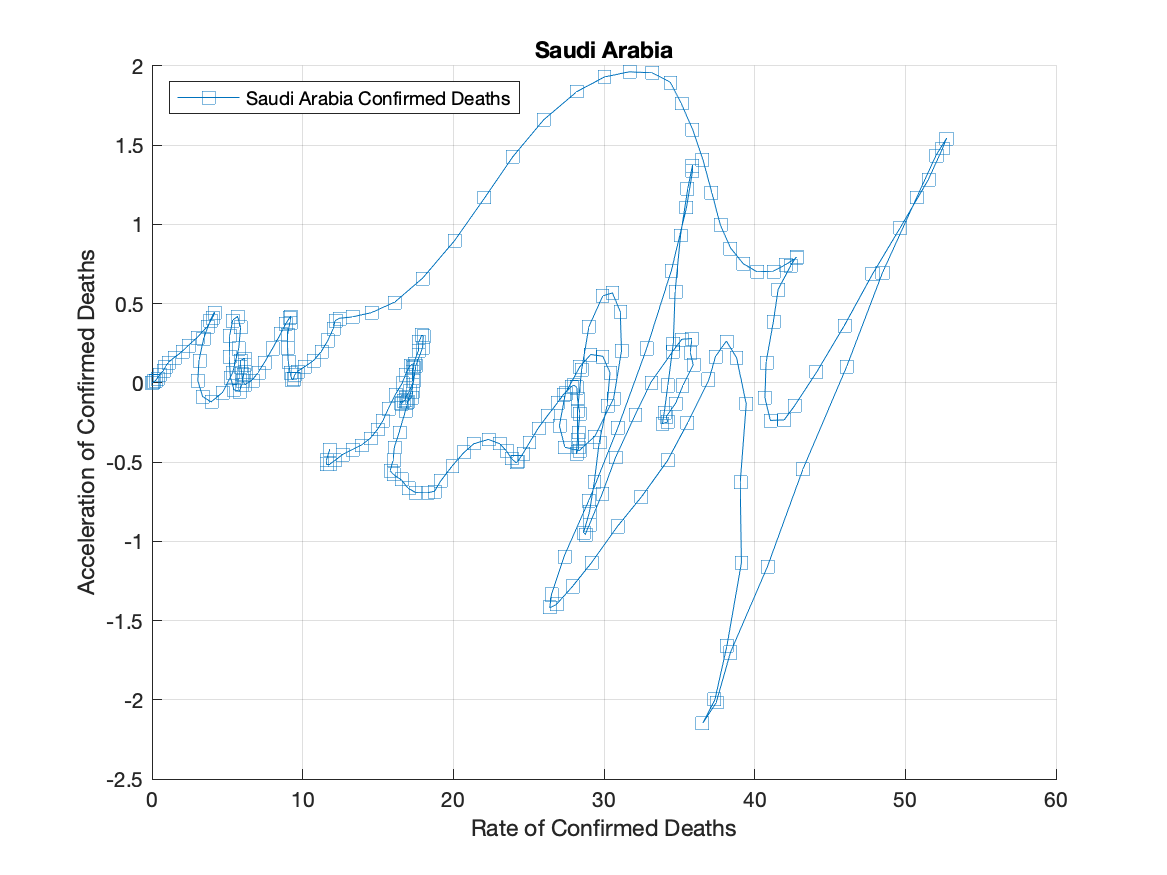 Saudi Arabia
Saudi Arabia Confirmed Deaths
2
1.5
1
0.5
0
-0.5
-1
-1.5
-2
-2.5
Acceleration of Confirmed Deaths
0 10 20 30 40 50 60
Rate of Confirmed Deaths